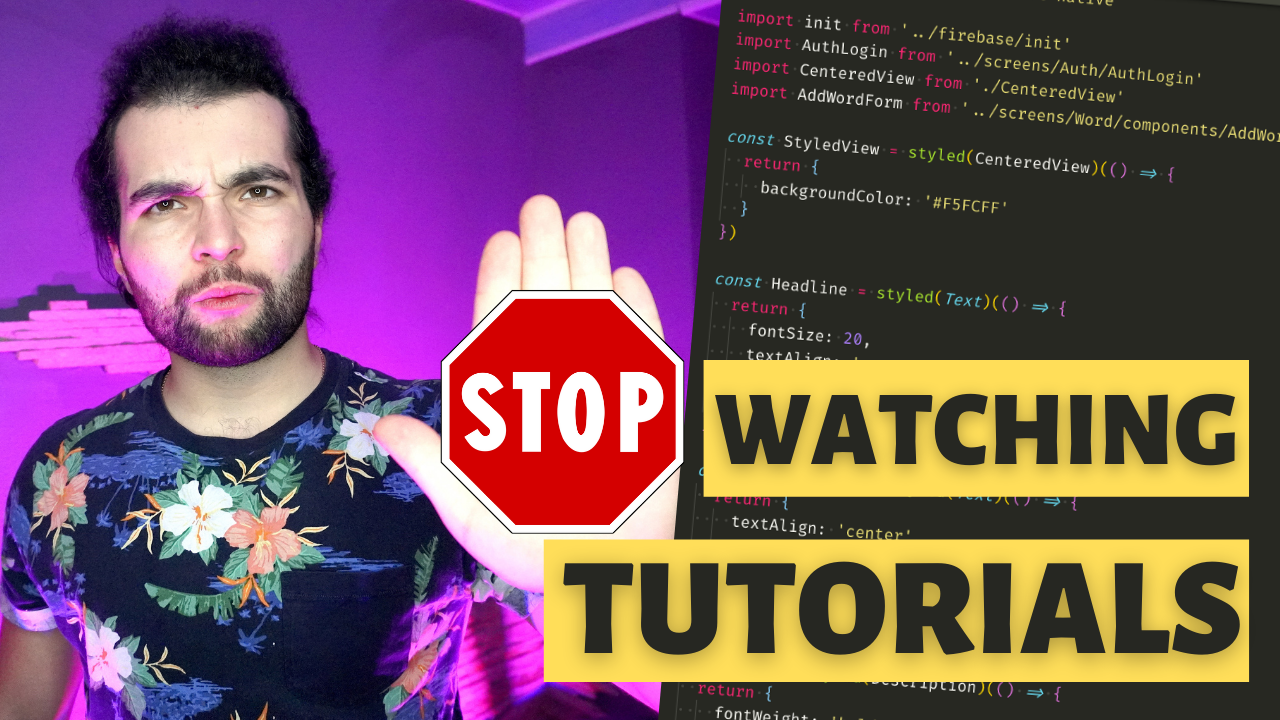 import init from '../firebase/init'
import AuthLogin from '../screens/Auth/AuthLogin'
import CenteredView from './CenteredView'
import AddWordForm from '../screens/Word/components/
const StyledView = styled(CenteredView)(() => {
return {
backgroundColor: '#F5FCFF'
}
})
const Headline = styled(Text)(() => {
return {
fontSize: 20,
textAlign:
STOP
WATCHING
return {
(() => {
textAlign: 'center'
TUTORIALS
(() => {
return {
fontWeight: